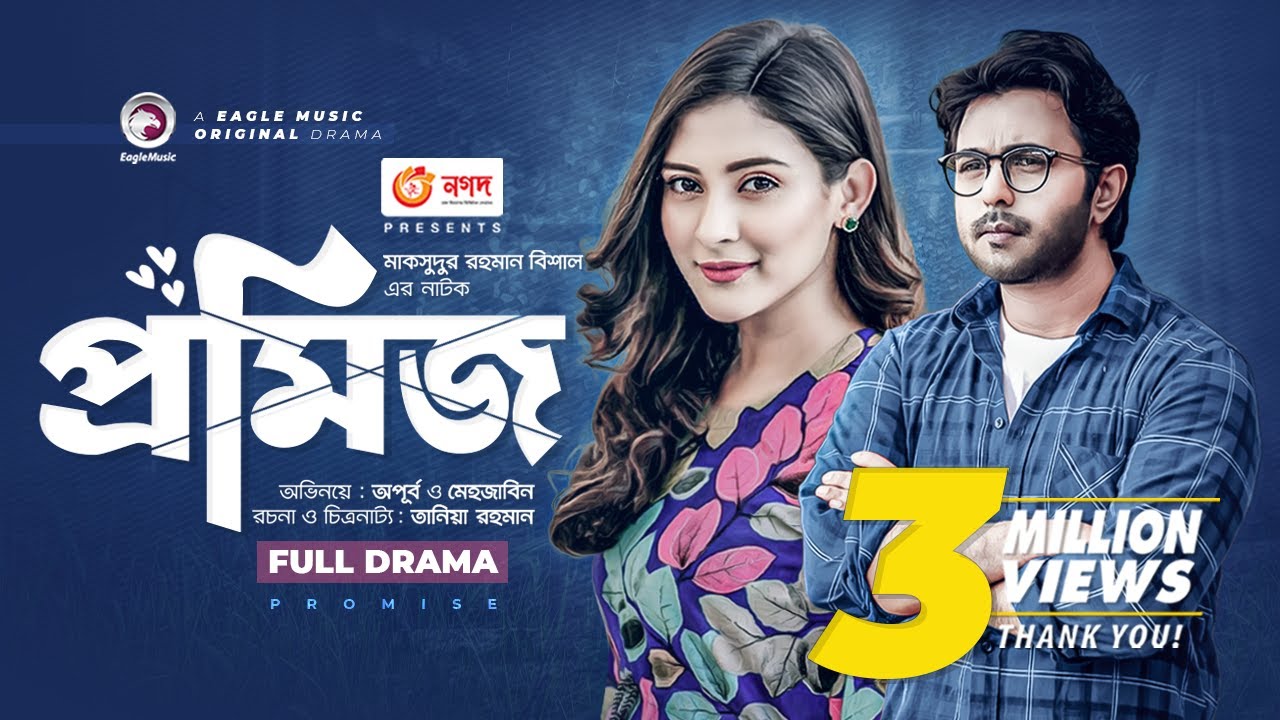 A EAGLE MUSIC
ORIGINAL DRAMA
EagleMusic
নগদ
PRESENTS
মাকসুদুর রহমান বিশাল
এর নাটক
প্রমিজ
অভিনয়ে : অপূর্ব ও মেহজাবিন
রচনা ও চিত্রনাট্য : তানিয়া রহমান
FULL DRAMA
PROMISE
3 MILLION
VIEWS
THANK YOU!